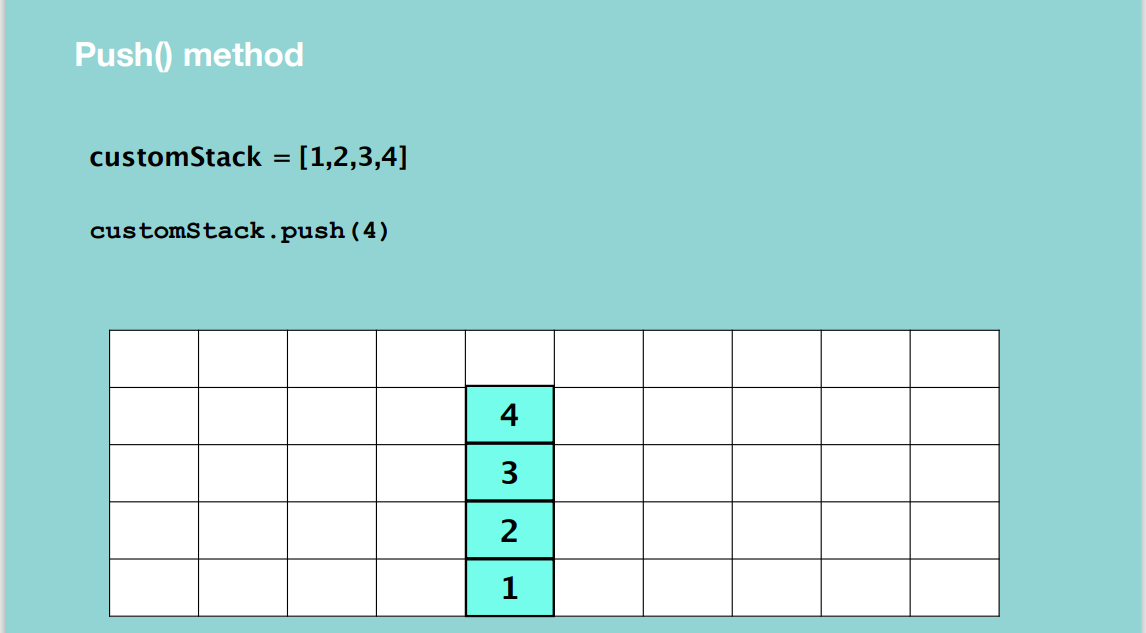 Push() method
customStack = [1,2,3,4]
customStack.push(4)
4
3
2
1